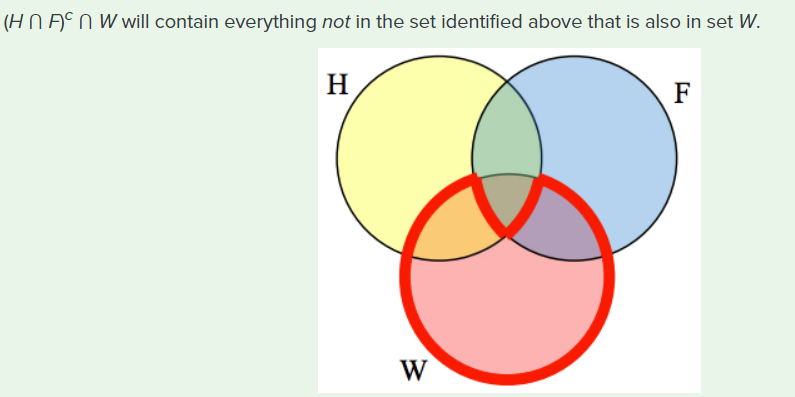 (H ⋂ F)ᶜ ⋂ W will contain everything not in the set identified above that is also in set W.
H
F
W